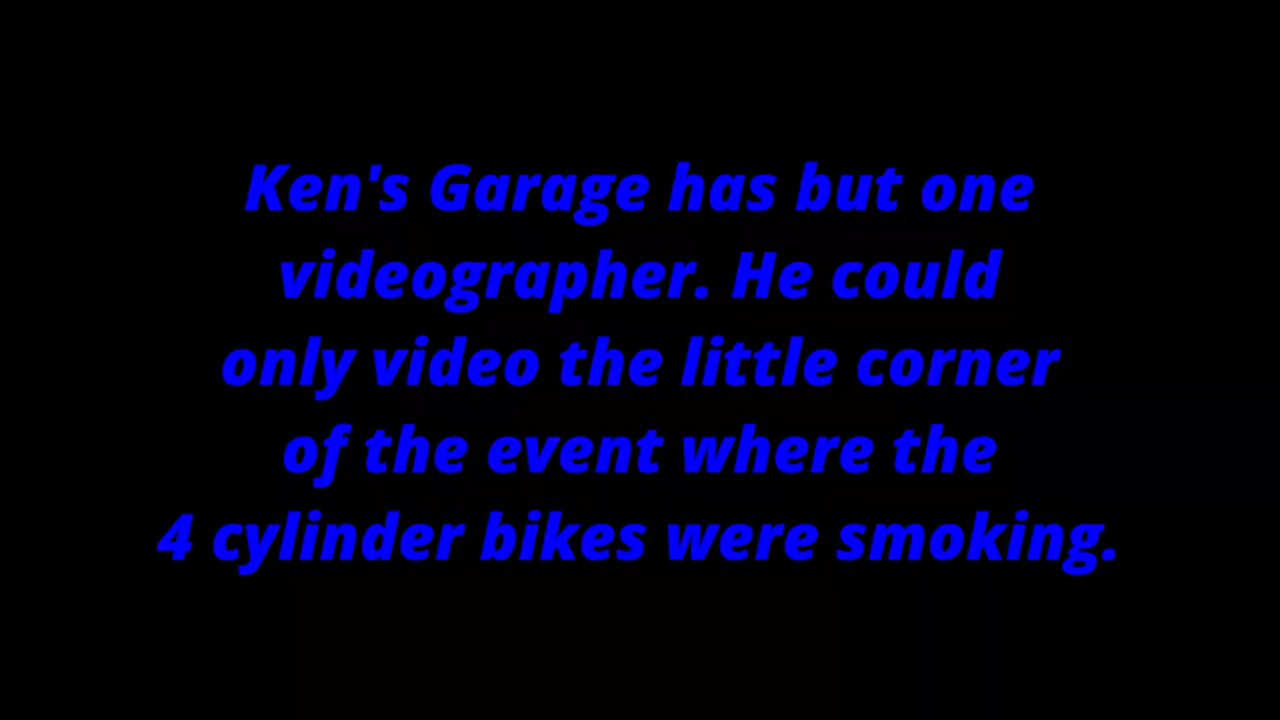 Ken's Garage has but one
videographer. He could
only video the little corner
of the event where the
4 cylinder bikes were smoking.